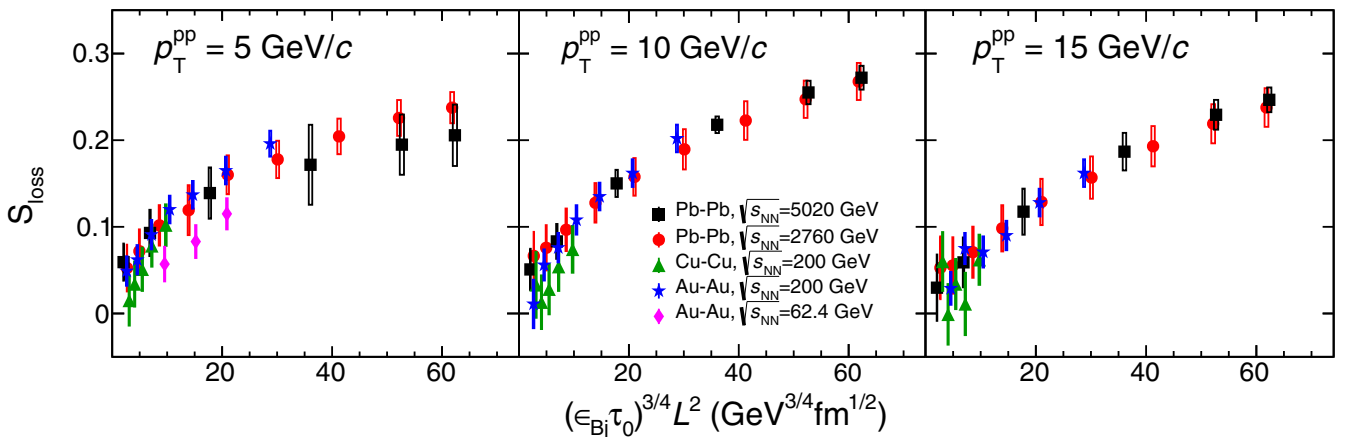 p_T^pp = 5 GeV/c
p_T^pp = 10 GeV/c
p_T^pp = 15 GeV/c
S_loss
0.3
0.2
0.1
0
Pb-Pb, √s_NN=5020 GeV
Pb-Pb, √s_NN=2760 GeV
Cu-Cu, √s_NN=200 GeV
Au-Au, √s_NN=200 GeV
Au-Au, √s_NN=62.4 GeV
20 40 60 20 40 60 20 40 60
(∈_Bj τ_0)^3/4 L^2 (GeV^3/4 fm^1/2)